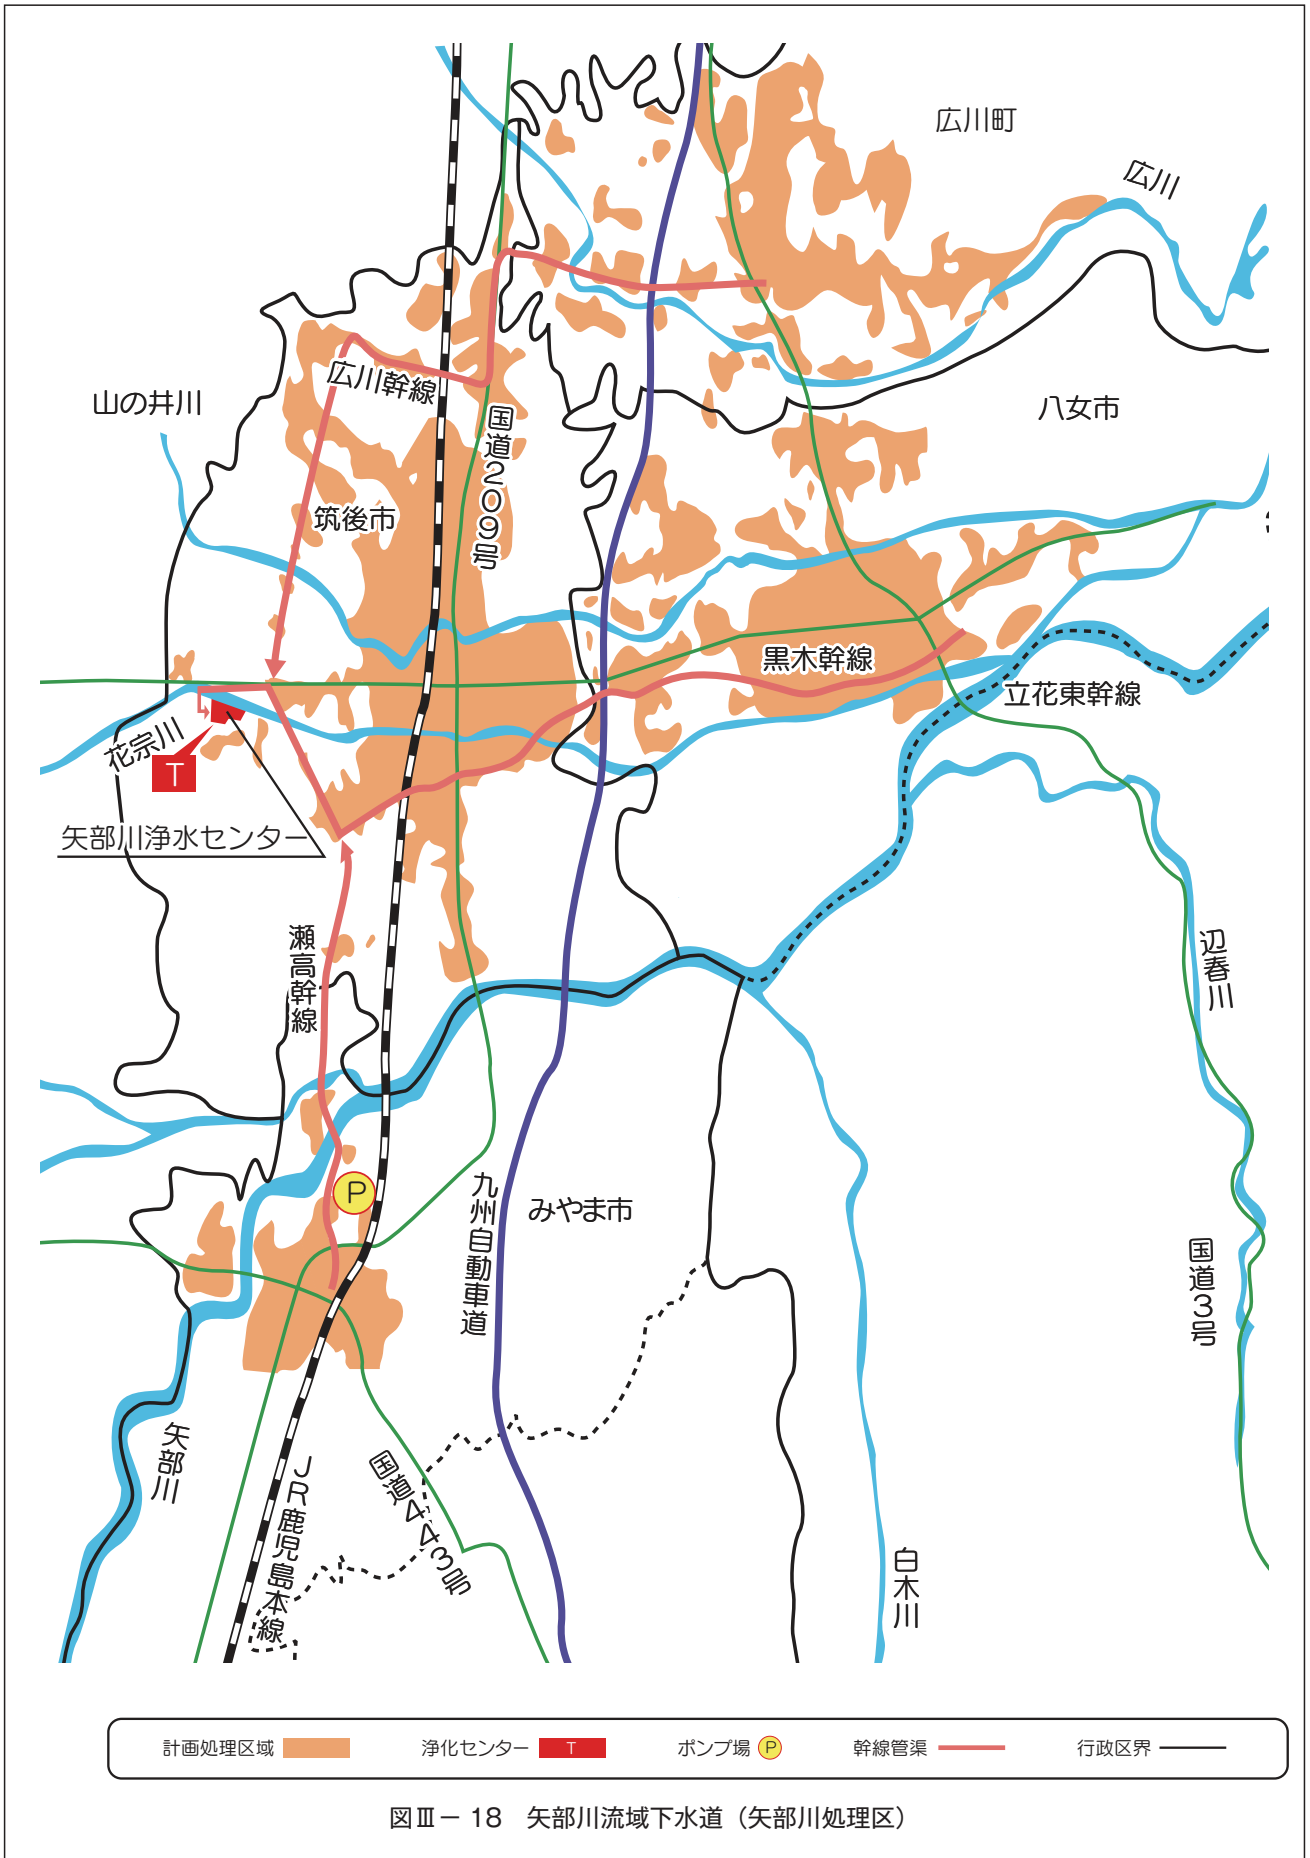 広川町
広川
山の井川
広川幹線
八女市
国道209号
筑後市
黒木幹線
立花東幹線
花宗川
T
矢部川浄水センター
瀬高幹線
辺春川
P
九州自動車道
みやま市
国道3号
矢部川
JR鹿児島本線
国道443号
白木川
計画処理区域
浄化センター T
ポンプ場 P
幹線管渠
行政区界
図Ⅲ－18　矢部川流域下水道（矢部川処理区）